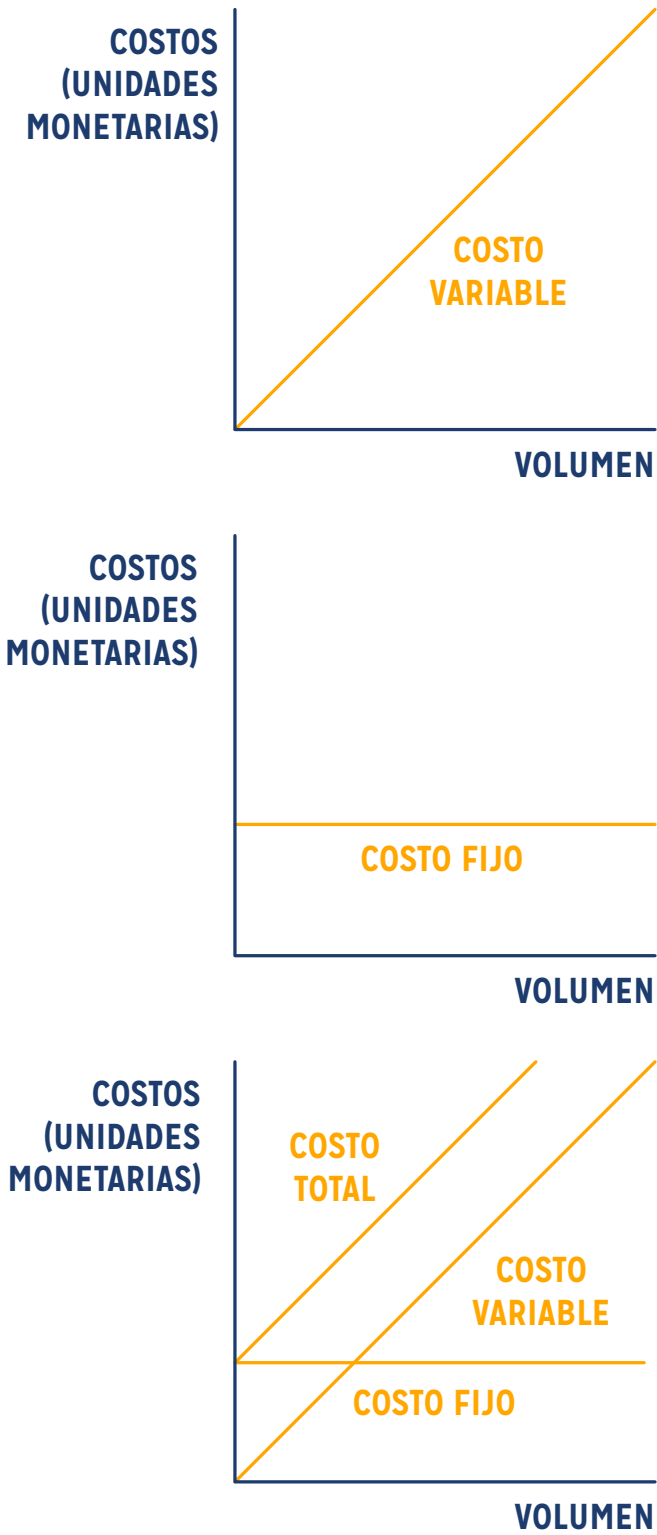 COSTOS
(UNIDADES
MONETARIAS)
COSTO
VARIABLE
VOLUMEN
COSTOS
(UNIDADES
MONETARIAS)
COSTO FIJO
VOLUMEN
COSTOS
(UNIDADES
MONETARIAS)
COSTO
TOTAL
COSTO
VARIABLE
COSTO FIJO
VOLUMEN